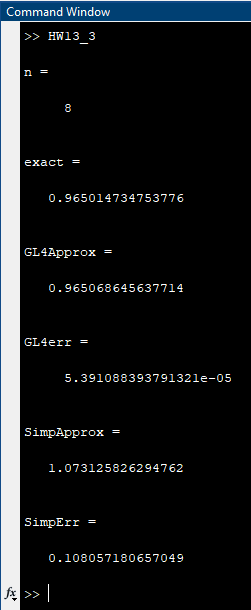 Command Window
>> HW13_3
n =
8
exact =
0.965014734753776
GL4Approx =
0.965068645637714
GL4err =
5.391088393791321e-05
SimpApprox =
1.073125826294762
SimpErr =
0.108057180657049
fx >>